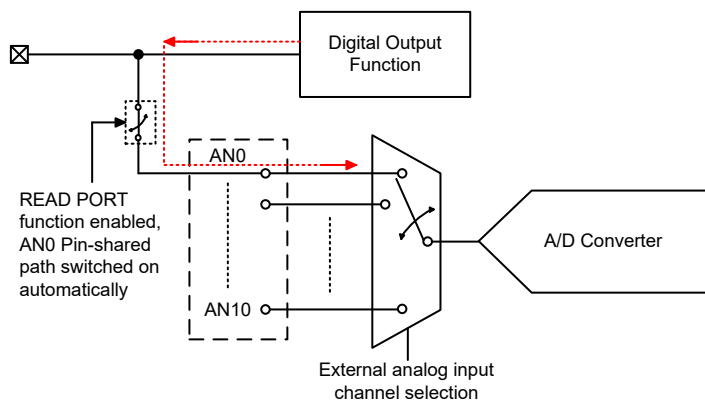 Digital Output
Function
AN0
READ PORT
function enabled,
AN0 Pin-shared
path switched on
automatically
A/D Converter
AN10
External analog input
channel selection